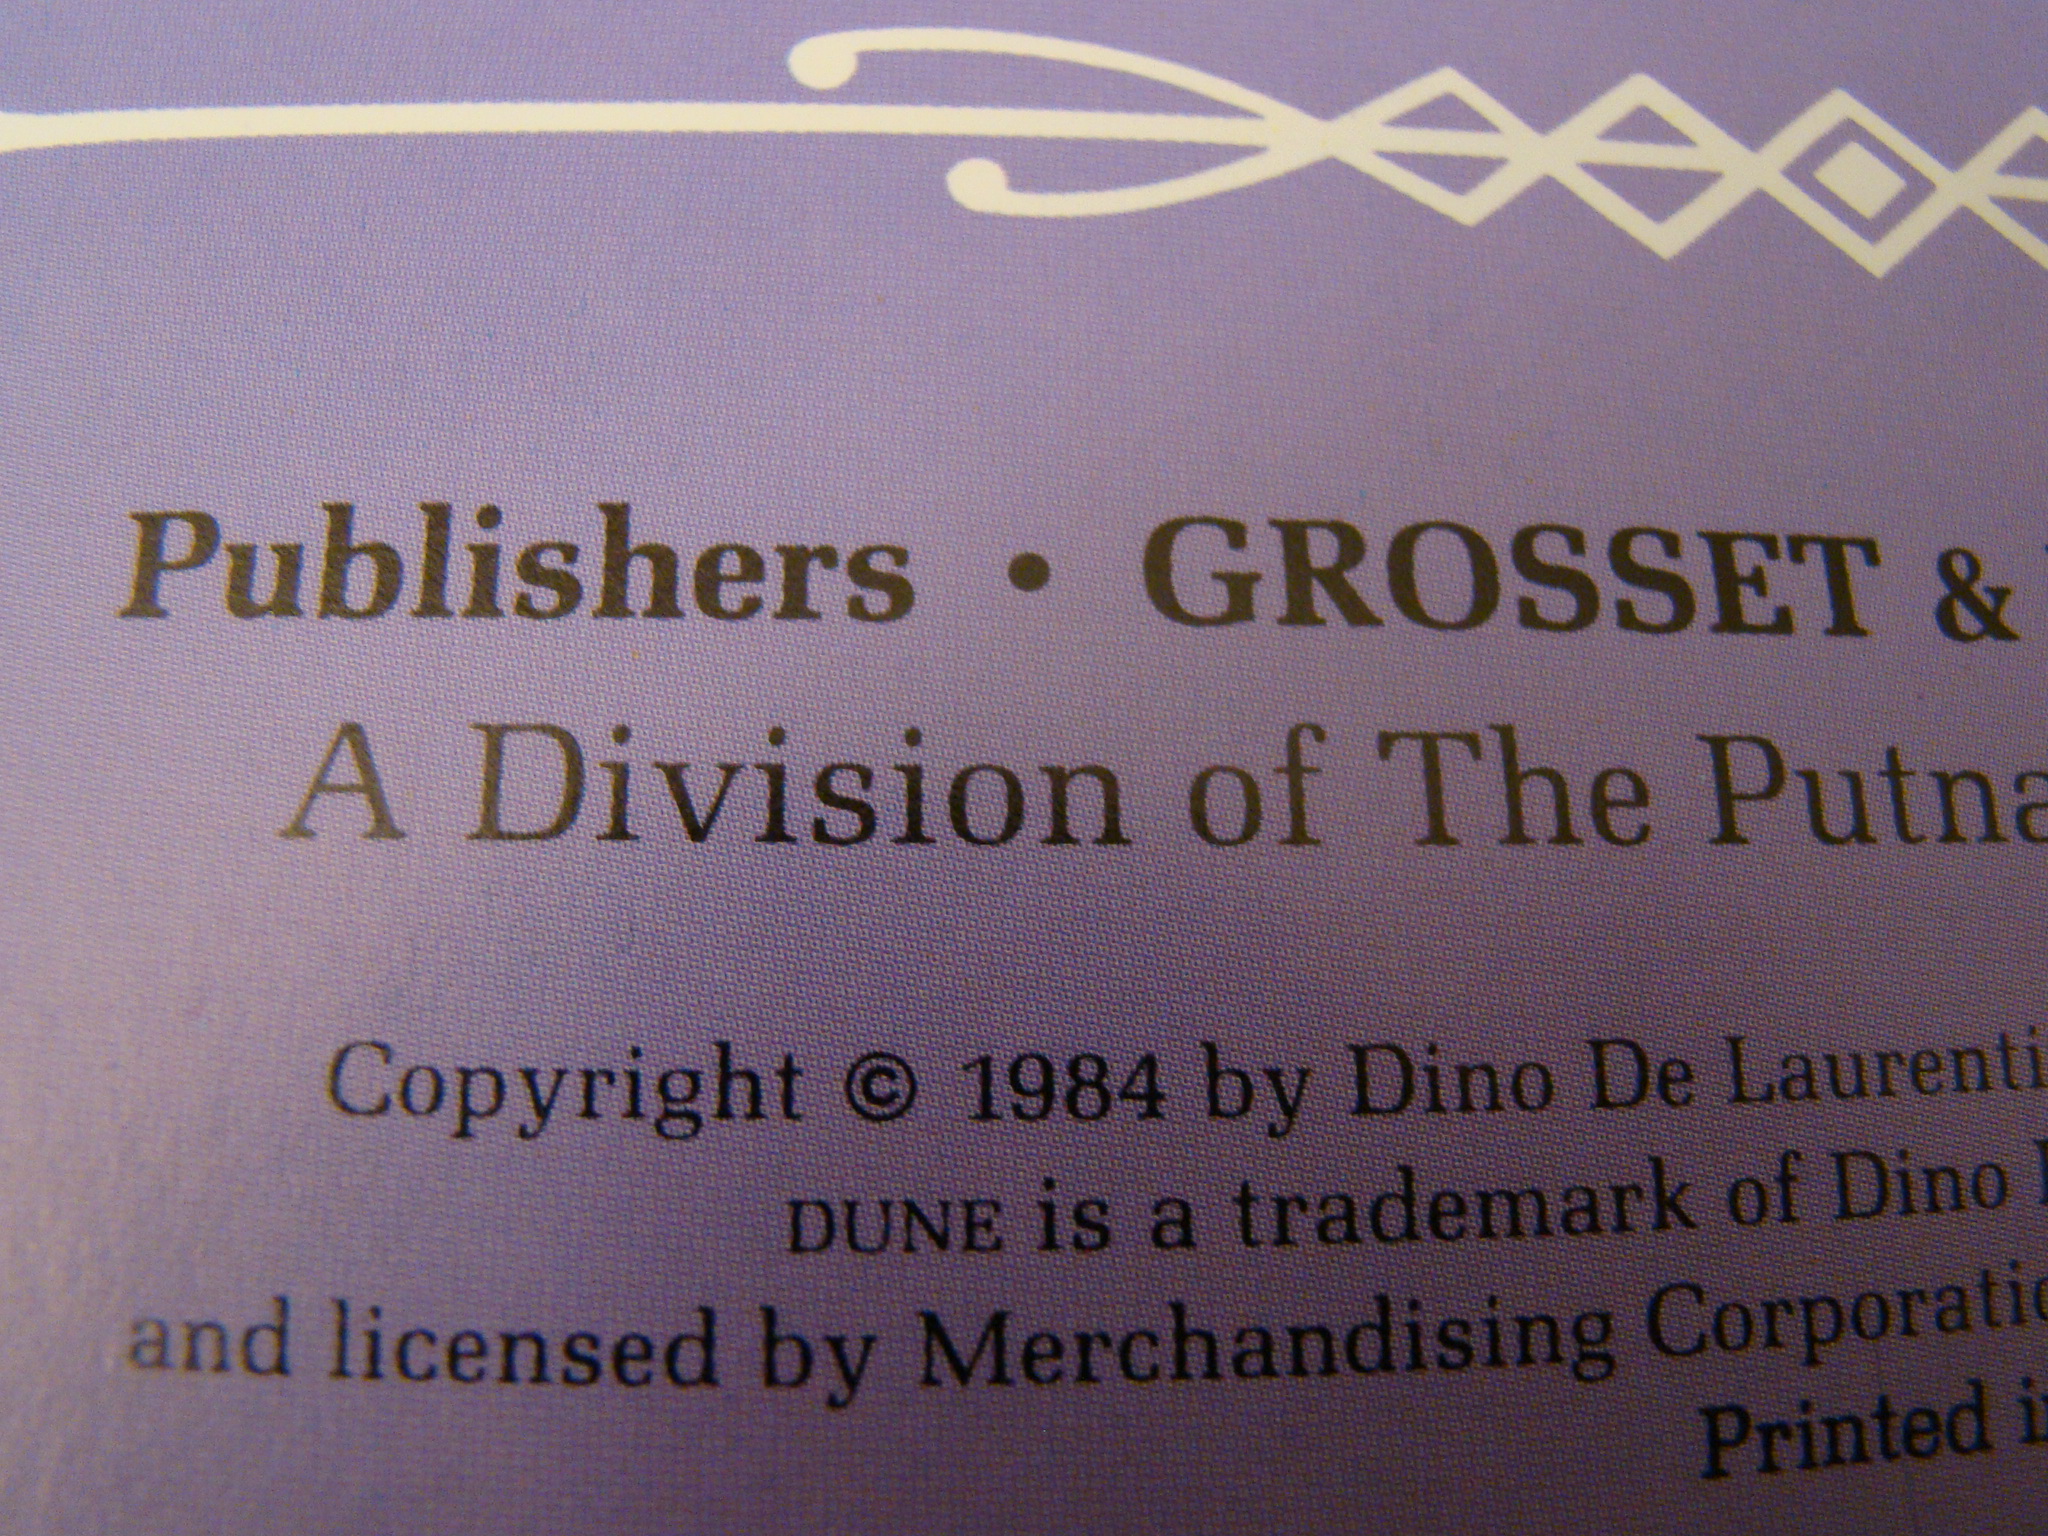 Publishers • GROSSET &
A Division of The Putna
Copyright © 1984 by Dino De Laurenti
DUNE is a trademark of Dino
and licensed by Merchandising Corporatio
Printed i